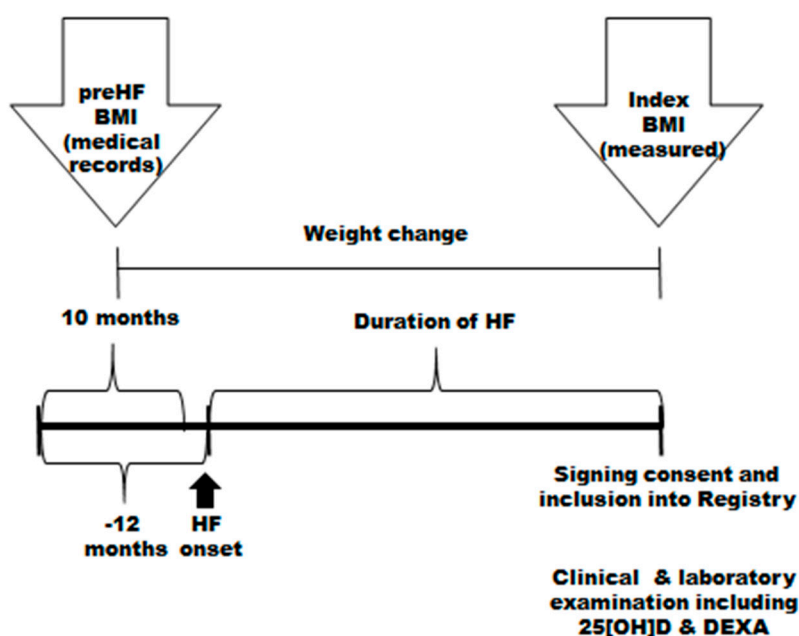 preHF
BMI
(medical
records)
Index
BMI
(measured)
Weight change
10 months
Duration of HF
-12
months
HF
onset
Signing consent and
inclusion into Registry
Clinical & laboratory
examination including
25[OH]D & DEXA